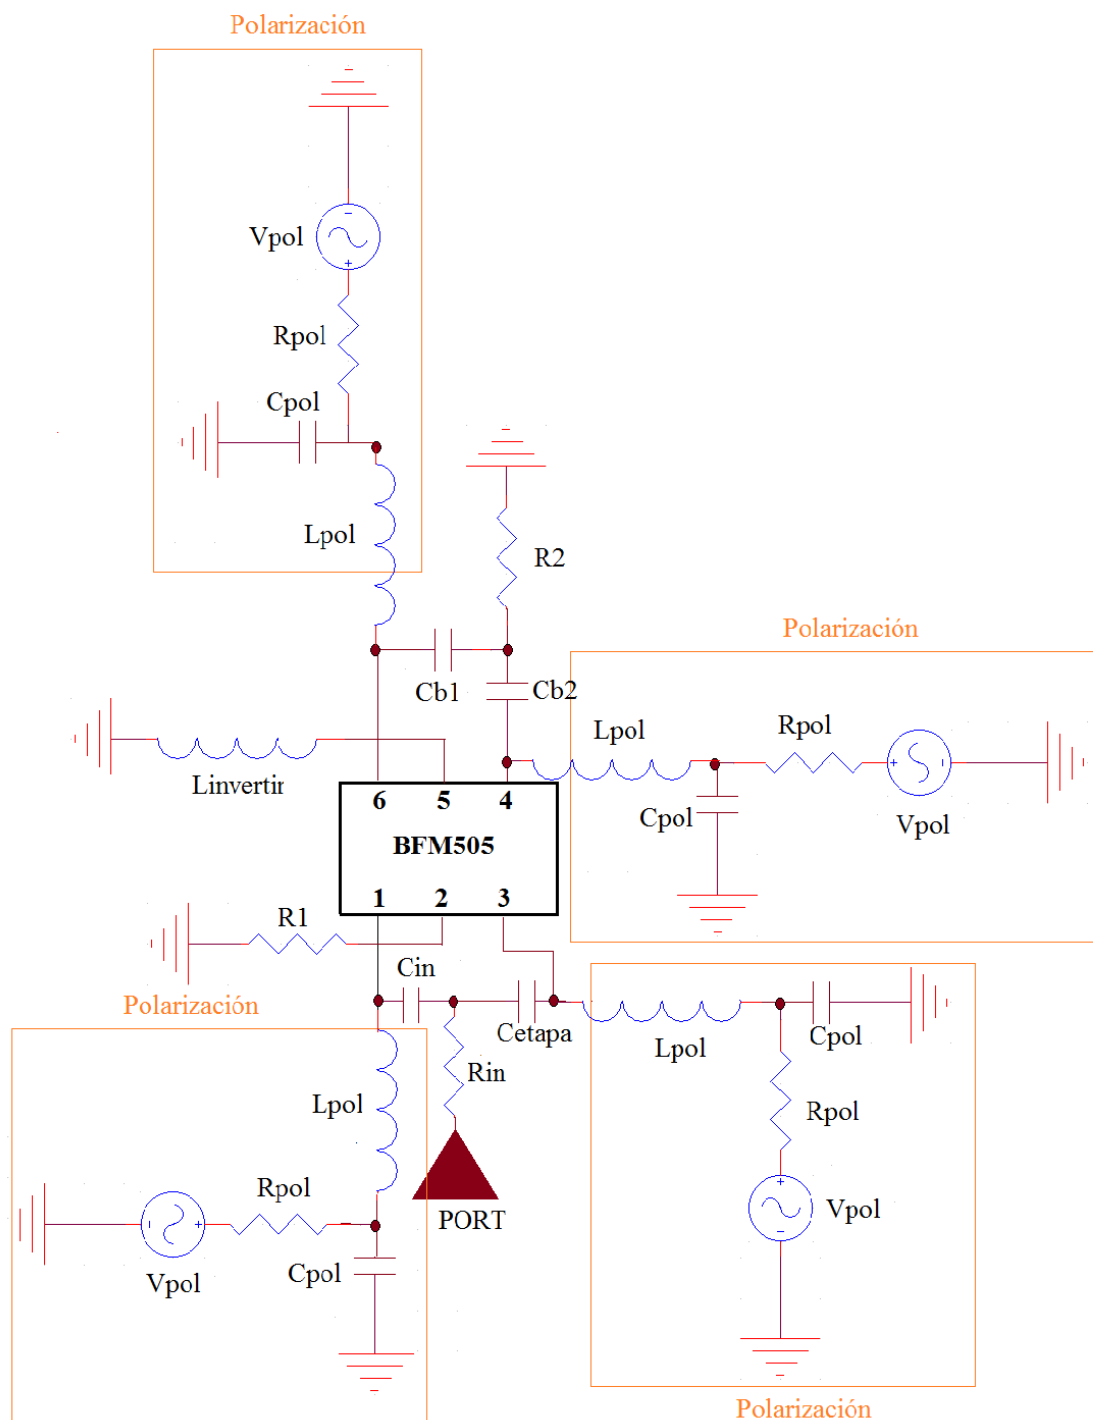 Polarización
Vpol
Rpol
Cpol
Lpol
R2
Polarización
Cb1
Cb2
Lpol
Rpol
Linvertir
6 5 4
Cpol
Vpol
BFM505
1 2 3
R1
Cin
Polarización
Cetapa
Lpol
Cpol
Rin
Lpol
Rpol
Rpol
PORT
Vpol
Cpol
Vpol
Polarización